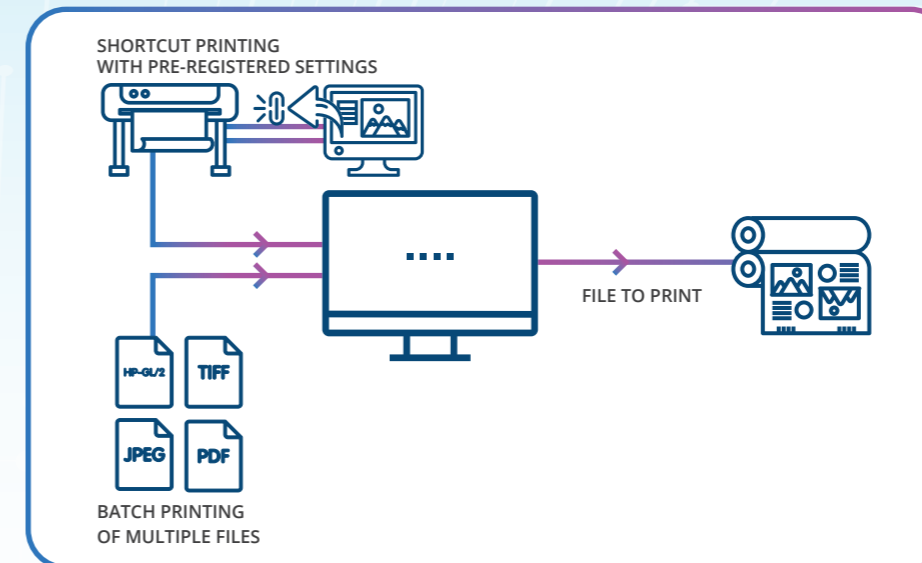 SHORTCUT PRINTING
WITH PRE-REGISTERED SETTINGS
FILE TO PRINT
HP-GL/2
TIFF
JPEG
PDF
BATCH PRINTING
OF MULTIPLE FILES